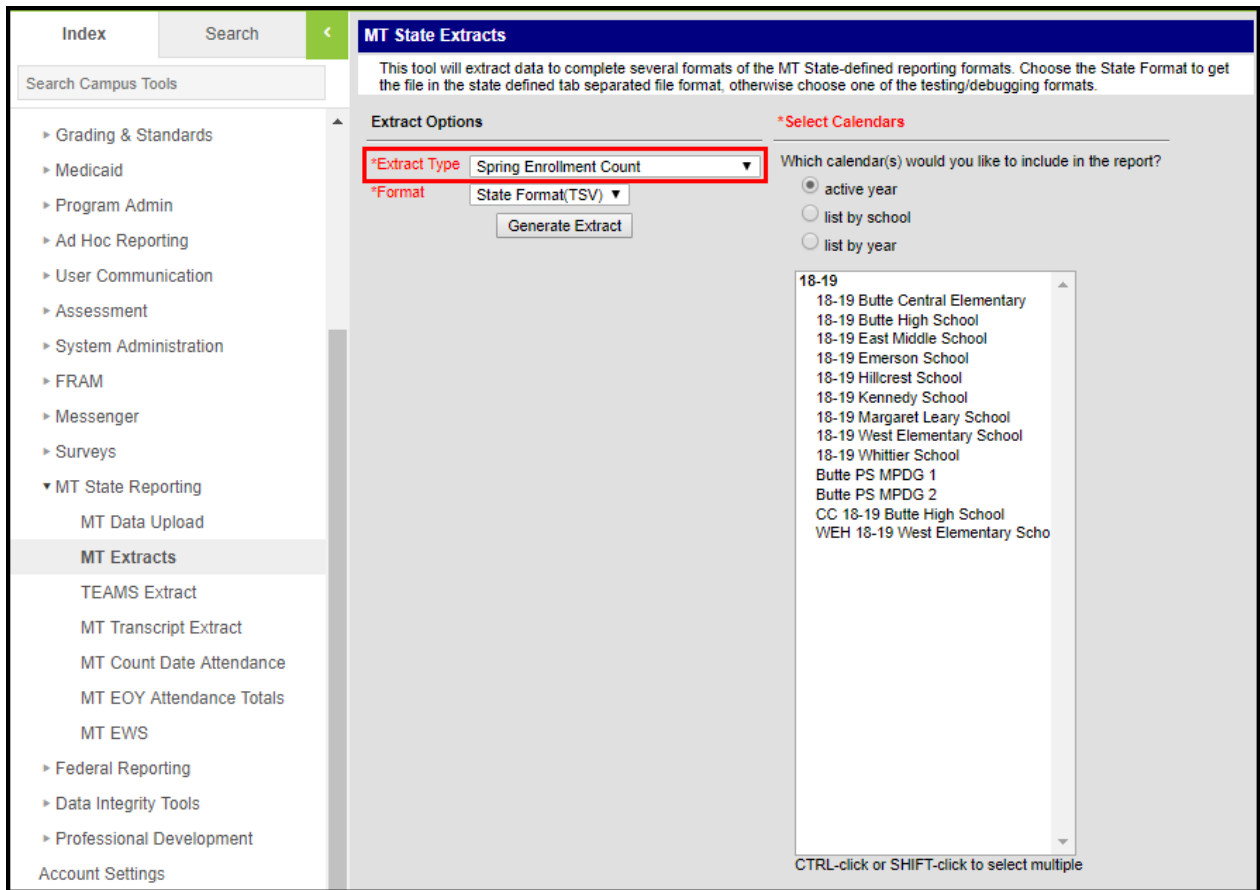 Index
Search
Search Campus Tools
Grading & Standards
Medicaid
Program Admin
Ad Hoc Reporting
User Communication
Assessment
System Administration
FRAM
Messenger
Surveys
MT State Reporting
MT Data Upload
MT Extracts
TEAMS Extract
MT Transcript Extract
MT Count Date Attendance
MT EOY Attendance Totals
MT EWS
Federal Reporting
Data Integrity Tools
Professional Development
Account Settings
MT State Extracts
This tool will extract data to complete several formats of the MT State-defined reporting formats. Choose the State Format to get
the file in the state defined tab separated file format, otherwise choose one of the testing/debugging formats.
Extract Options
*Extract Type Spring Enrollment Count
*Format State Format(TSV)
Generate Extract
*Select Calendars
Which calendar(s) would you like to include in the report?
active year
list by school
list by year
18-19
18-19 Butte Central Elementary
18-19 Butte High School
18-19 East Middle School
18-19 Emerson School
18-19 Hillcrest School
18-19 Kennedy School
18-19 Margaret Leary School
18-19 West Elementary School
18-19 Whittier School
Butte PS MPDG 1
Butte PS MPDG 2
CC 18-19 Butte High School
WEH 18-19 West Elementary Scho
CTRL-click or SHIFT-click to select multiple